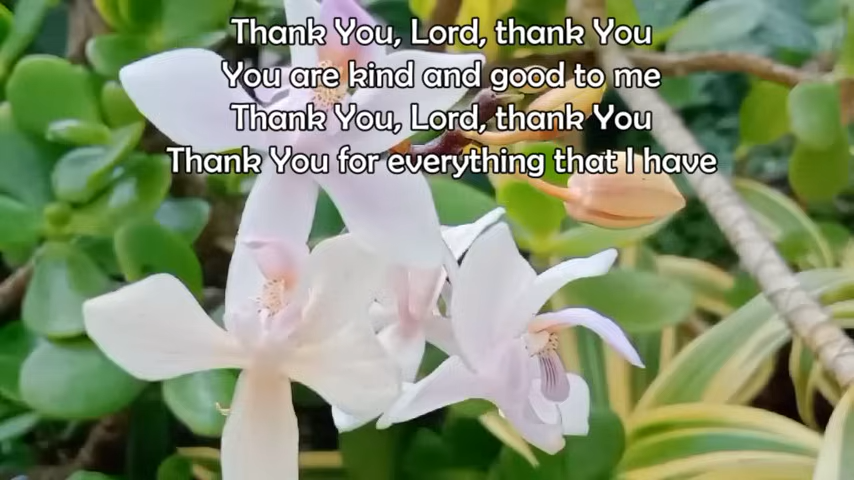 Thank You, Lord, thank You
You are kind and good to me
Thank You, Lord, thank You
Thank You for everything that I have